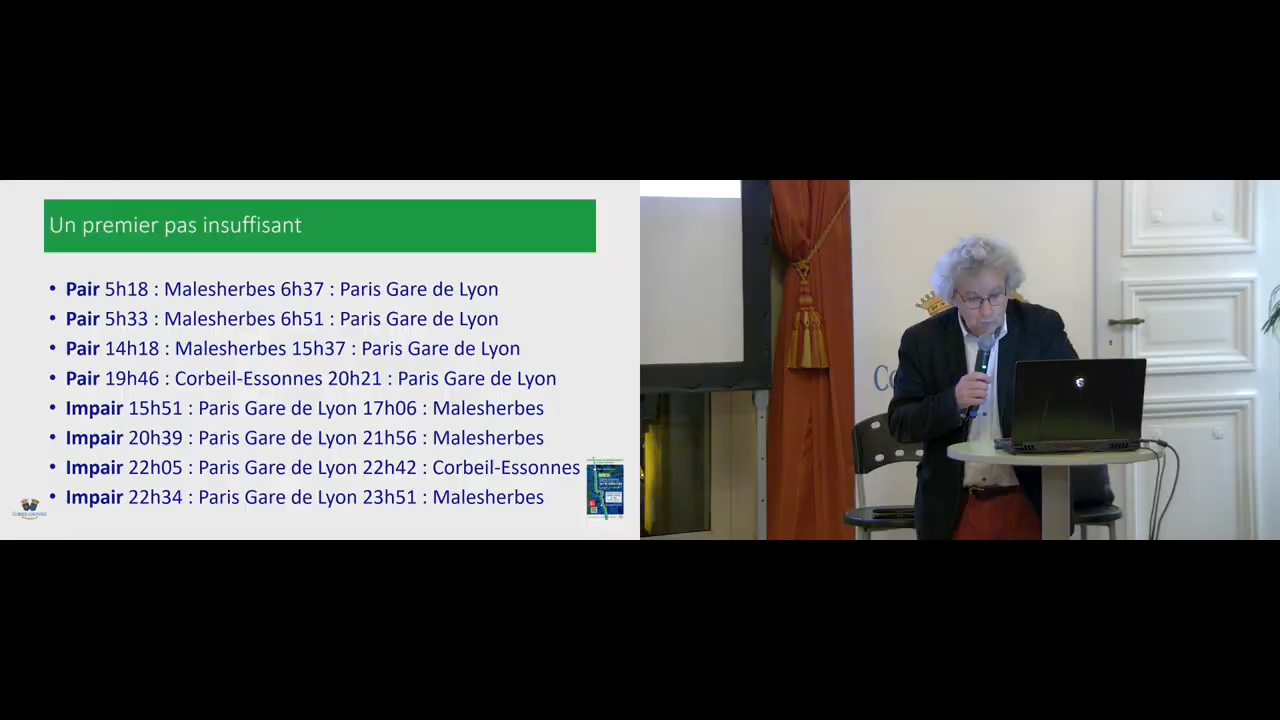 Un premier pas insuffisant
• Pair 5h18 : Malesherbes 6h37 : Paris Gare de Lyon
• Pair 5h33 : Malesherbes 6h51 : Paris Gare de Lyon
• Pair 14h18 : Malesherbes 15h37 : Paris Gare de Lyon
• Pair 19h46 : Corbeil-Essonnes 20h21 : Paris Gare de Lyon
• Impair 15h51 : Paris Gare de Lyon 17h06 : Malesherbes
• Impair 20h39 : Paris Gare de Lyon 21h56 : Malesherbes
• Impair 22h05 : Paris Gare de Lyon 22h42 : Corbeil-Essonnes
• Impair 22h34 : Paris Gare de Lyon 23h51 : Malesherbes